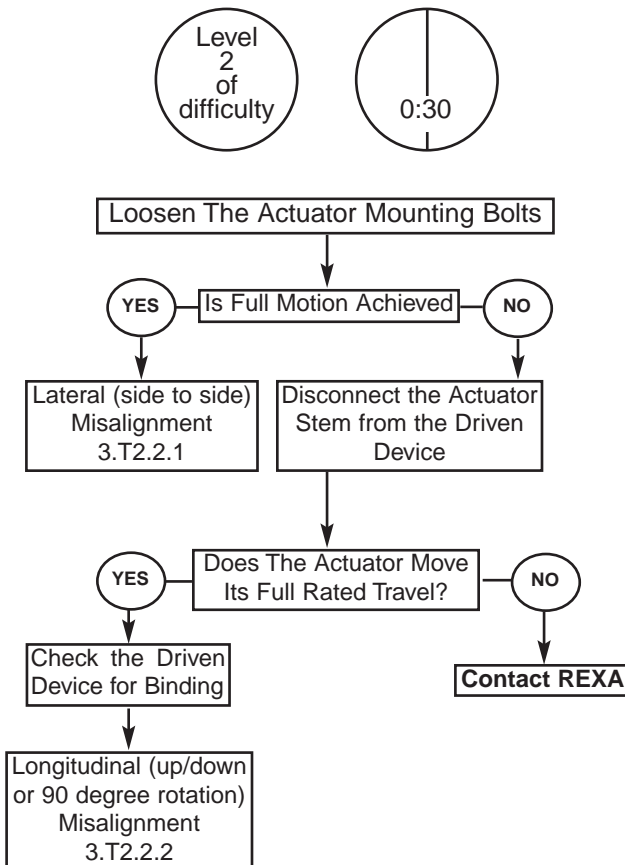 Level
2
of
difficulty
0:30
Loosen The Actuator Mounting Bolts
YES
Is Full Motion Achieved
NO
Lateral (side to side)
Misalignment
3.T2.2.1
Disconnect the Actuator
Stem from the Driven
Device
YES
Does The Actuator Move
Its Full Rated Travel?
NO
Check the Driven
Device for Binding
Contact REXA
Longitudinal (up/down
or 90 degree rotation)
Misalignment
3.T2.2.2